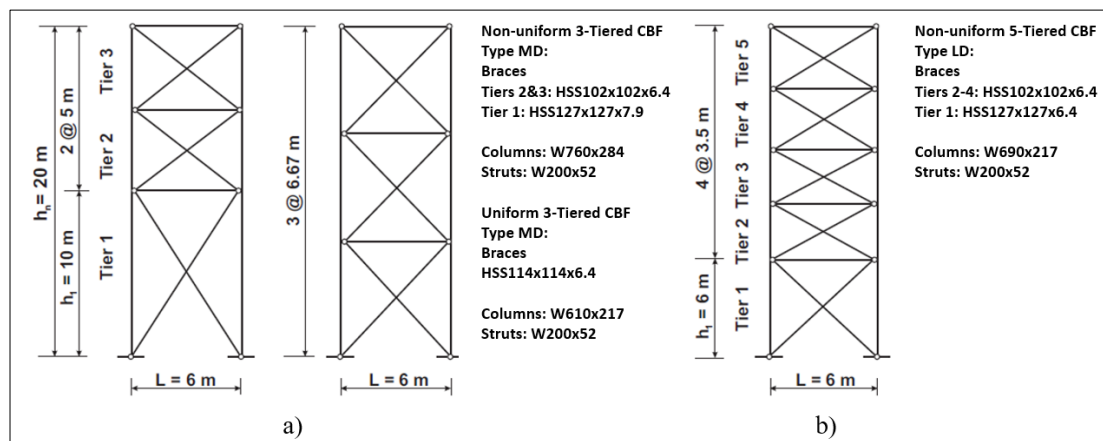 Tier 3
Tier 2
Tier 1
2 @ 5 m
hn = 20 m
h1 = 10 m
L = 6 m
3 @ 6.67 m
L = 6 m
Non-uniform 3-Tiered CBF
Type MD:
Braces
Tiers 2&3: HSS102x102x6.4
Tier 1: HSS127x127x7.9
Columns: W760x284
Struts: W200x52
Uniform 3-Tiered CBF
Type MD:
Braces
HSS114x114x6.4
Columns: W610x217
Struts: W200x52
a)
Tier 5
Tier 4
Tier 3
Tier 2
Tier 1
4 @ 3.5 m
h1 = 6 m
L = 6 m
Non-uniform 5-Tiered CBF
Type LD:
Braces
Tiers 2-4: HSS102x102x6.4
Tier 1: HSS127x127x6.4
Columns: W690x217
Struts: W200x52
b)